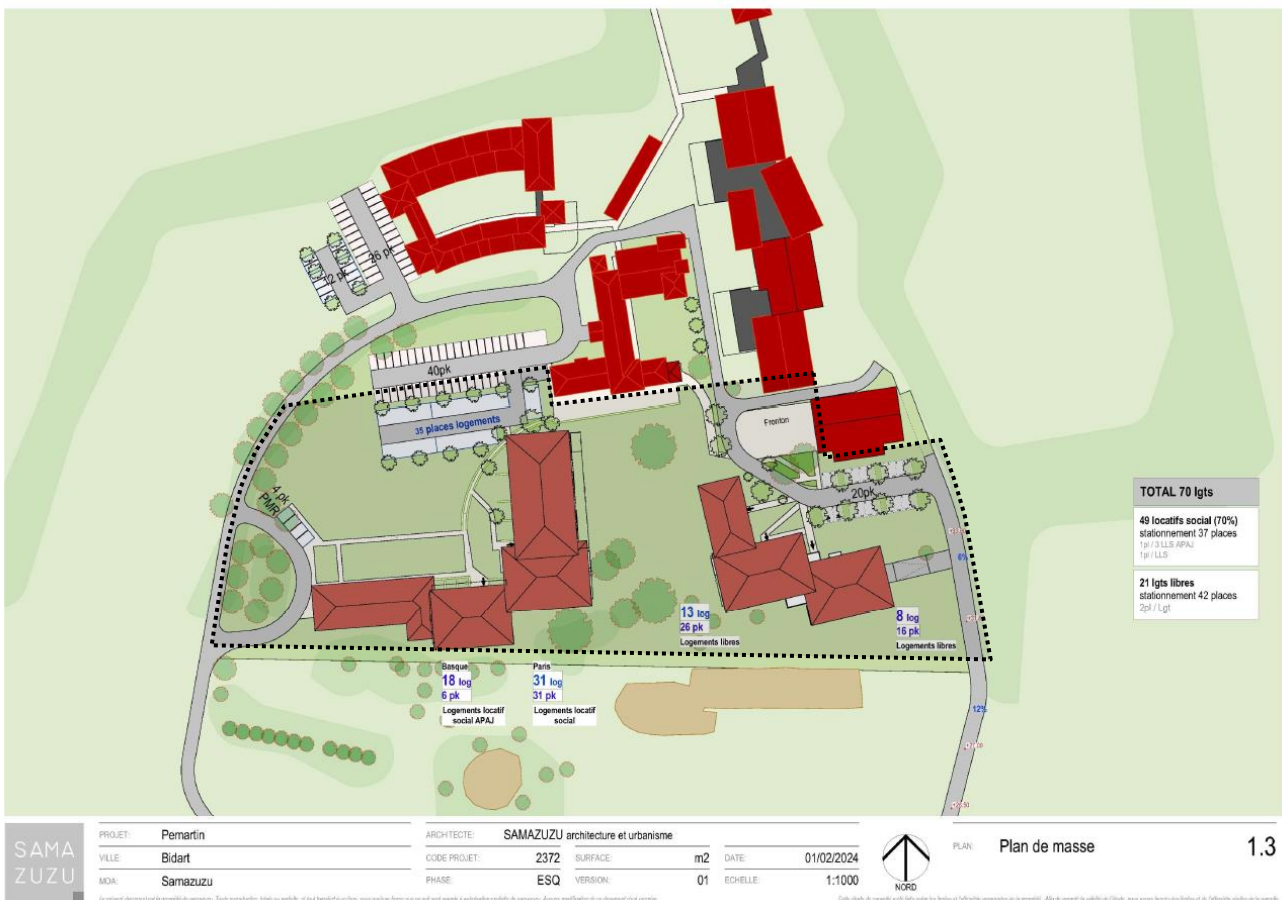 26 pk
12 pk
40pk
35 places logements
Fronton
20pk
4 pk
PMR
6%
TOTAL 70 lgts
49 locatifs social (70%)
stationnement 37 places
1pl / 3 LLS APAJ
1pl / LLS
21 lgts libres
stationnement 42 places
2pl / Lgt
13 log
26 pk
Logements libres
8 log
16 pk
Logements libres
Basque
18 log
6 pk
Logements locatif
social APAJ
Paris
31 log
31 pk
Logements locatif
social
12%
SAMA
ZUZU
PROJET: Pemartin
VILLE: Bidart
MOA: Samazuzu
ARCHITECTE: SAMAZUZU architecture et urbanisme
CODE PROJET: 2372 SURFACE: m2 DATE: 01/02/2024
PHASE: ESQ VERSION: 01 ECHELLE: 1:1000
NORD
PLAN: Plan de masse 1.3